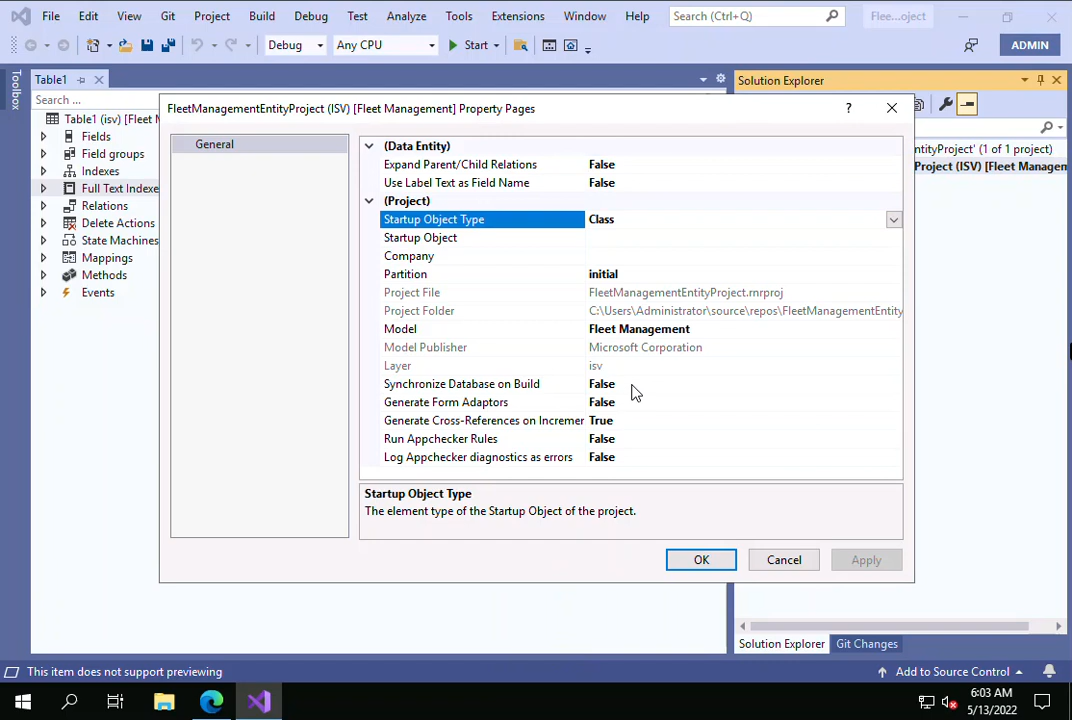 File Edit View Git Project Build Debug Test Analyze Tools Extensions Window Help Search (Ctrl+Q) Flee...oject
Debug Any CPU Start ADMIN
Toolbox
Table1
Search ...
Table1 (isv) [Fleet M
Fields
Field groups
Indexes
Full Text Indexe
Relations
Delete Actions
State Machines
Mappings
Methods
Events
FleetManagementEntityProject (ISV) [Fleet Management] Property Pages
?
General
(Data Entity)
Expand Parent/Child Relations False
Use Label Text as Field Name False
(Project)
Startup Object Type Class
Startup Object
Company
Partition initial
Project File FleetManagementEntityProject.rnrproj
Project Folder C:\Users\Administrator\source\repos\FleetManagementEntity
Model Fleet Management
Model Publisher Microsoft Corporation
Layer isv
Synchronize Database on Build False
Generate Form Adaptors False
Generate Cross-References on Incremer True
Run Appchecker Rules False
Log Appchecker diagnostics as errors False
Startup Object Type
The element type of the Startup Object of the project.
OK Cancel Apply
Solution Explorer
ntityProject' (1 of 1 project)
Project (ISV) [Fleet Managem
Solution Explorer Git Changes
This item does not support previewing
Add to Source Control
6:03 AM
5/13/2022